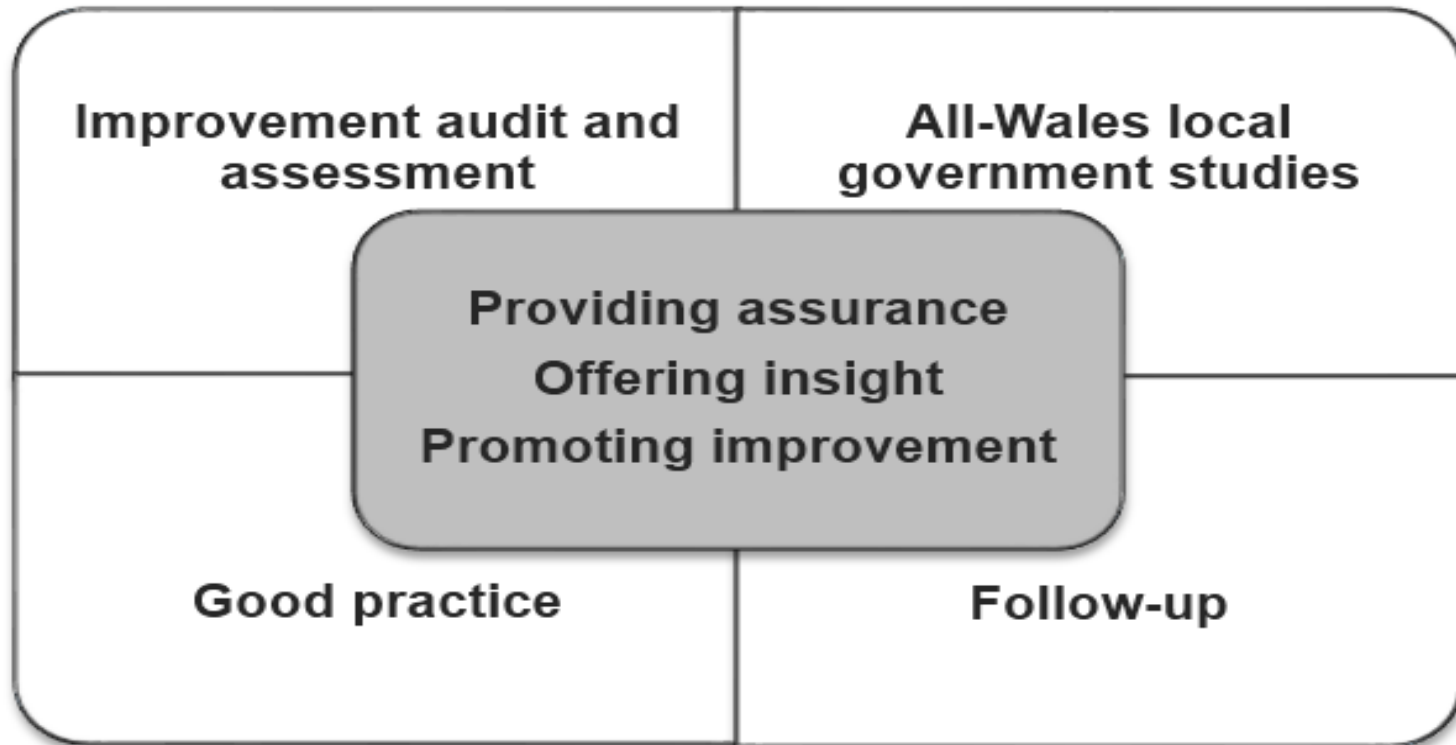 Improvement audit and
assessment
All-Wales local
government studies
Providing assurance
Offering insight
Promoting improvement
Good practice
Follow-up